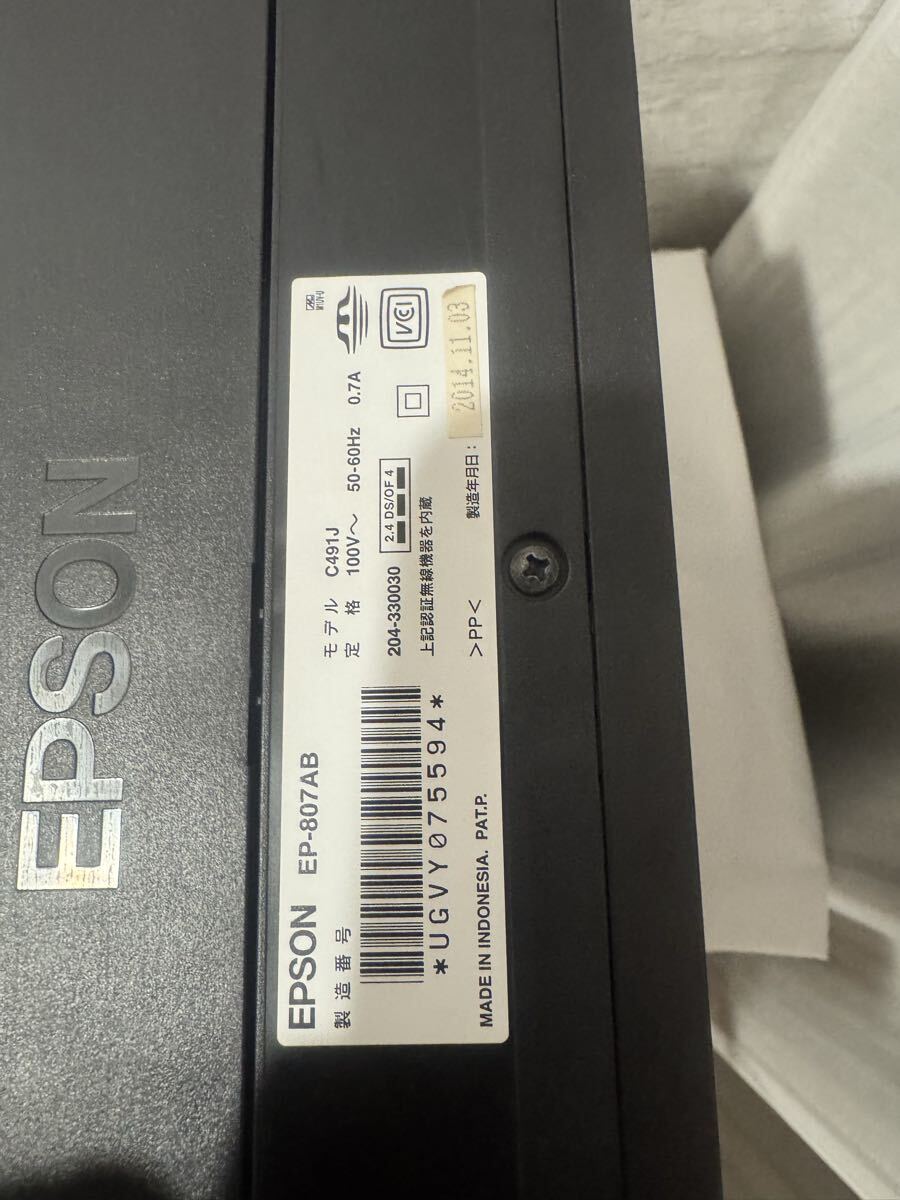 EPSON
EPSON EP-807AB
製造番号
*UGVY075594*
MADE IN INDONESIA. PAT.P.
モデル C491J
定格 100V〜 50-60Hz 0.7A
204-330030
2.4 DS/OF 4
上記認証無線機器を内蔵
>PP<
製造年月日：
2014.11.03
VCI